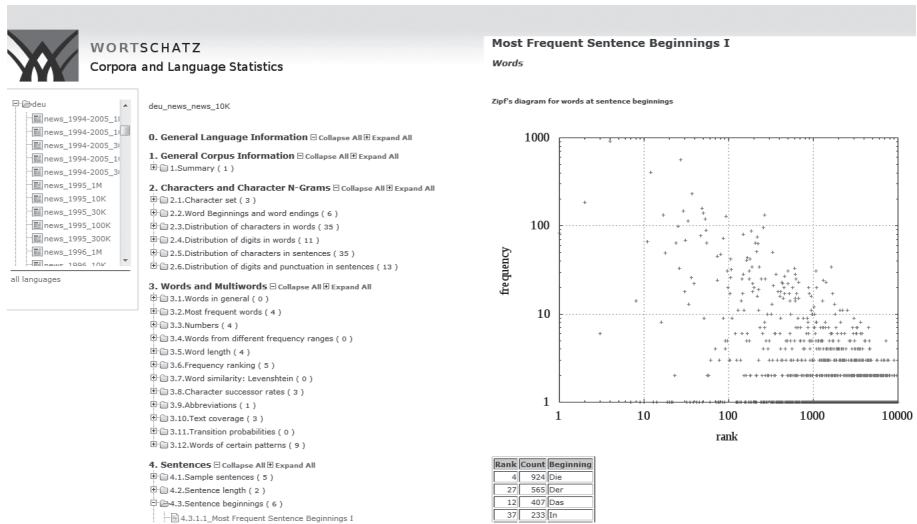 WORTSCHATZ
Corpora and Language Statistics
deu
news_1994-2005_10
news_1994-2005_10
news_1994-2005_30
news_1994-2005_10
news_1994-2005_30
news_1995_1M
news_1995_10K
news_1995_30K
news_1995_100K
news_1995_300K
news_1996_1M
news_1996_10K
all languages
deu_news_news_10K
0. General Language Information Collapse All Expand All
1. General Corpus Information Collapse All Expand All
1.Summary ( 1 )
2. Characters and Character N-Grams Collapse All Expand All
2.1.Character set ( 3 )
2.2.Word Beginnings and word endings ( 6 )
2.3.Distribution of characters in words ( 35 )
2.4.Distribution of digits in words ( 11 )
2.5.Distribution of characters in sentences ( 35 )
2.6.Distribution of digits and punctuation in sentences ( 13 )
3. Words and Multiwords Collapse All Expand All
3.1.Words in general ( 0 )
3.2.Most frequent words ( 4 )
3.3.Numbers ( 4 )
3.4.Words from different frequency ranges ( 0 )
3.5.Word length ( 4 )
3.6.Frequency ranking ( 5 )
3.7.Word similarity: Levenshtein ( 0 )
3.8.Character successor rates ( 3 )
3.9.Abbreviations ( 1 )
3.10.Text coverage ( 3 )
3.11.Transition probabilities ( 0 )
3.12.Words of certain patterns ( 9 )
4. Sentences Collapse All Expand All
4.1.Sample sentences ( 5 )
4.2.Sentence length ( 2 )
4.3.Sentence beginnings ( 6 )
4.3.1.1_Most Frequent Sentence Beginnings I
Most Frequent Sentence Beginnings I
Words
Zipf's diagram for words at sentence beginnings
1000
100
10
1
frequency
1 10 100 1000 10000
rank
Rank Count Beginning
4 924 Die
27 565 Der
12 407 Das
37 233 In